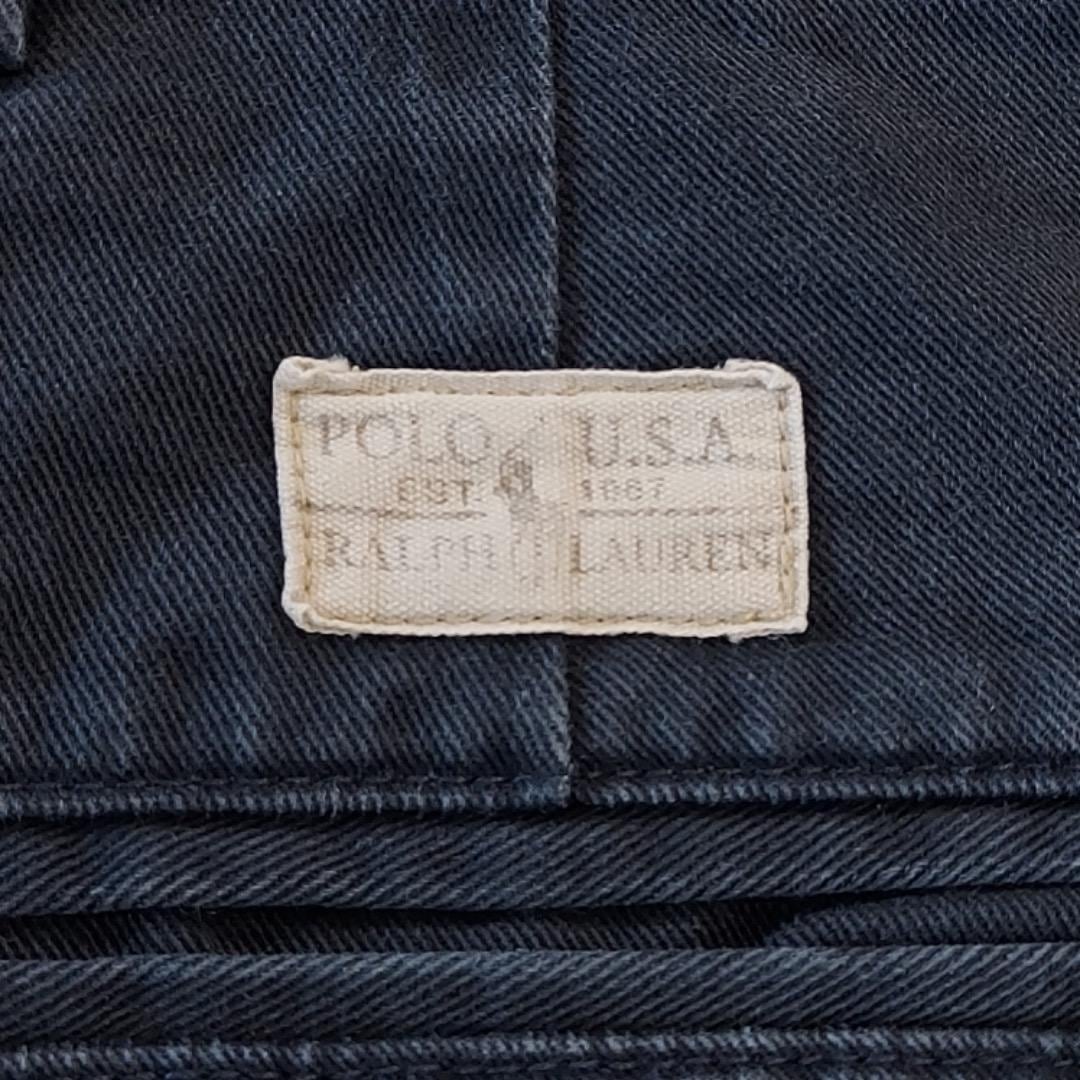 POLO U.S.A.
EST. 1967
RALPH LAUREN